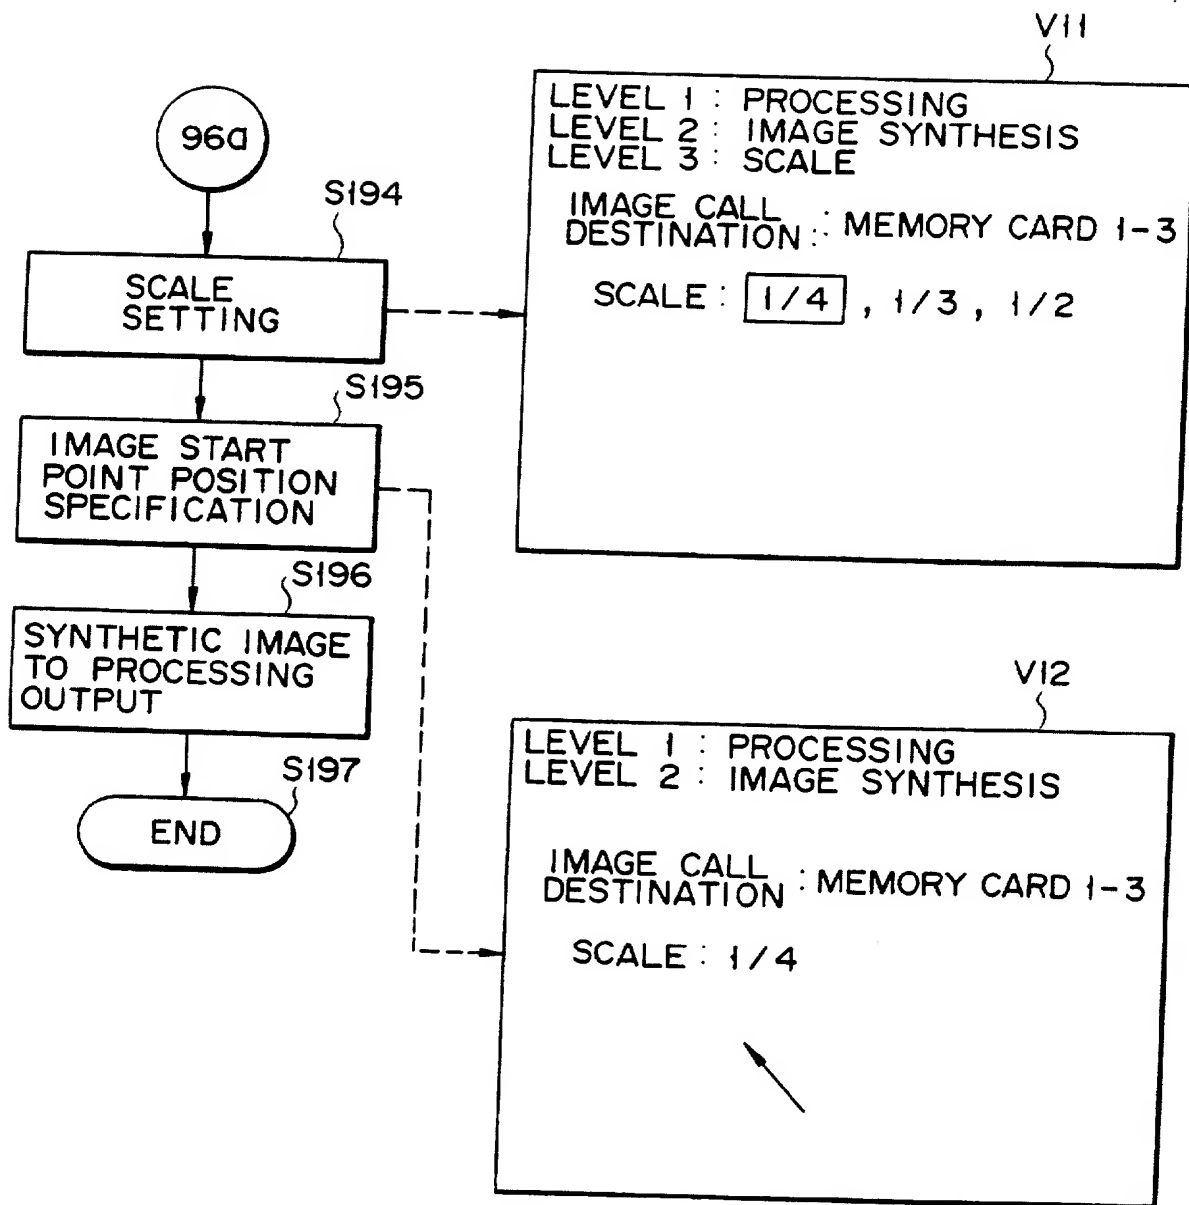 96a
S194
SCALE
SETTING
S195
IMAGE START
POINT POSITION
SPECIFICATION
S196
SYNTHETIC IMAGE
TO PROCESSING
OUTPUT
S197
END
V11
LEVEL 1 : PROCESSING
LEVEL 2 : IMAGE SYNTHESIS
LEVEL 3 : SCALE
IMAGE CALL
DESTINATION : MEMORY CARD 1-3
SCALE : 1/4 , 1/3 , 1/2
V12
LEVEL 1 : PROCESSING
LEVEL 2 : IMAGE SYNTHESIS
IMAGE CALL
DESTINATION : MEMORY CARD 1-3
SCALE : 1/4